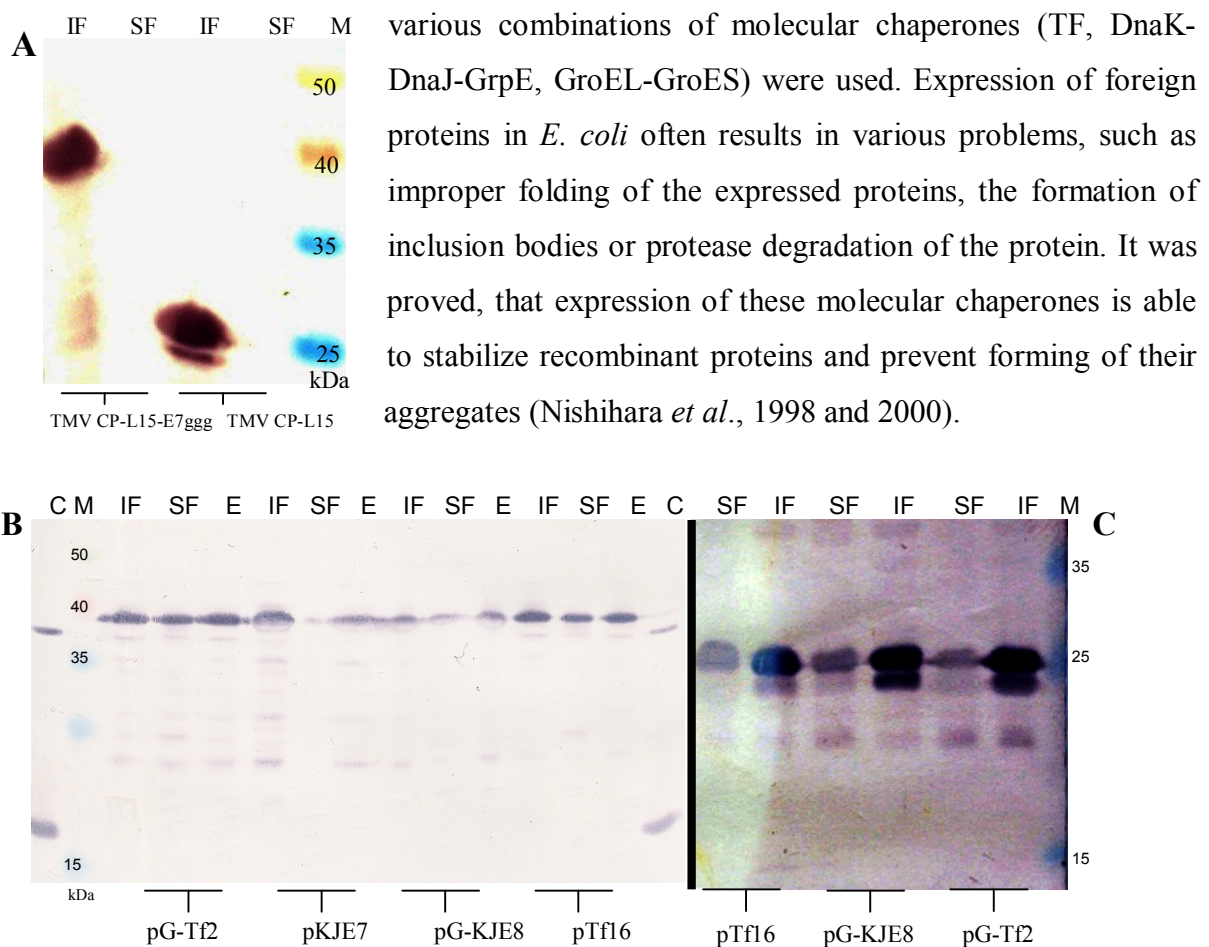 A
IF SF IF SF M
50
40
35
25
kDa
TMV CP-L15-E7ggg TMV CP-L15
various combinations of molecular chaperones (TF, DnaK-
DnaJ-GrpE, GroEL-GroES) were used. Expression of foreign
proteins in E. coli often results in various problems, such as
improper folding of the expressed proteins, the formation of
inclusion bodies or protease degradation of the protein. It was
proved, that expression of these molecular chaperones is able
to stabilize recombinant proteins and prevent forming of their
aggregates (Nishihara et al., 1998 and 2000).
B
C M IF SF E IF SF E IF SF E IF SF E C
50
40
35
15
kDa
pG-Tf2 pKJE7 pG-KJE8 pTf16
SF IF SF IF SF IF M
C
35
25
15
pTf16 pG-KJE8 pG-Tf2